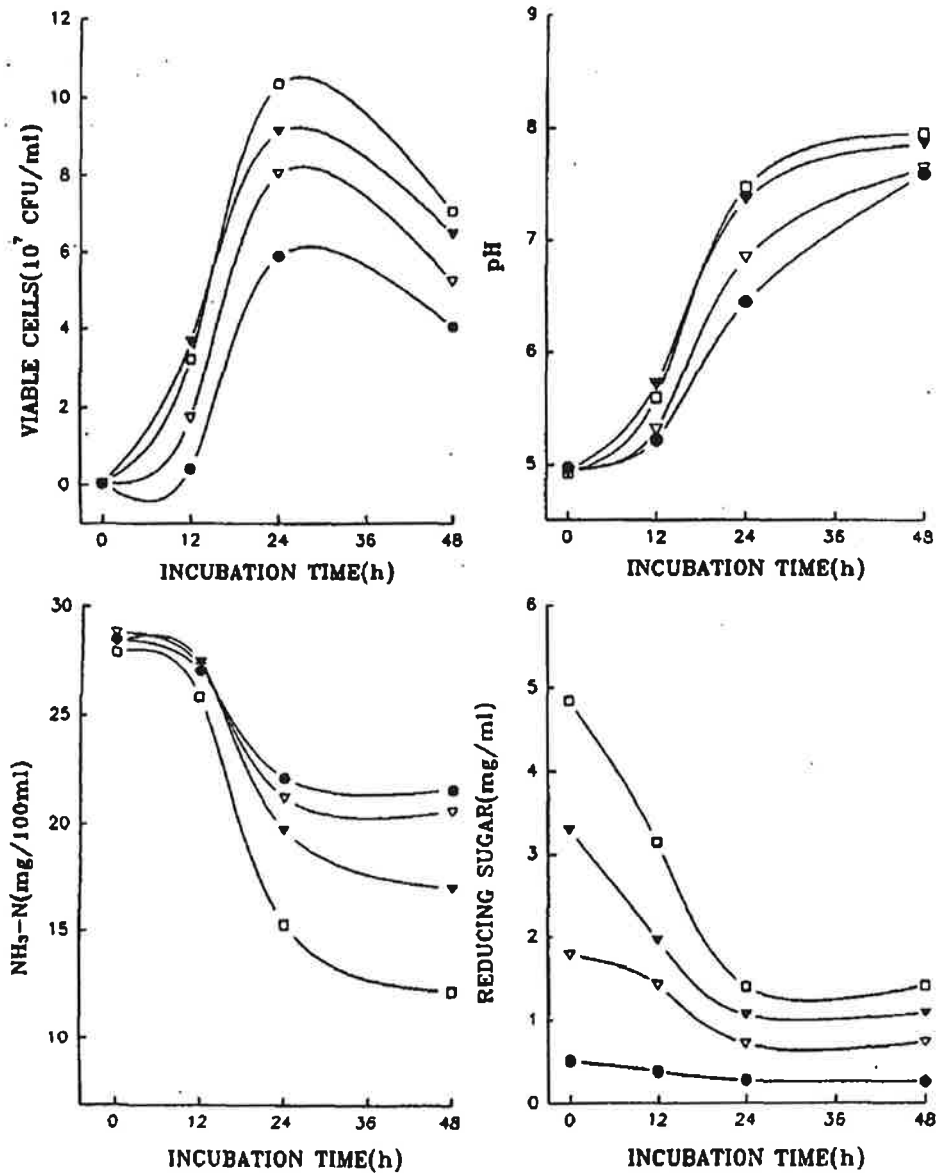 VIABLE CELLS(10⁷ CFU/ml)
12
10
8
6
4
2
0
0 12 24 36 48
INCUBATION TIME(h)
pH
9
8
7
6
5
0 12 24 36 48
INCUBATION TIME(h)
NH₃-N(mg/100ml)
30
25
20
15
10
0 12 24 36 48
INCUBATION TIME(h)
REDUCING SUGAR(mg/ml)
6
5
4
3
2
1
0
0 12 24 36 48
INCUBATION TIME(h)